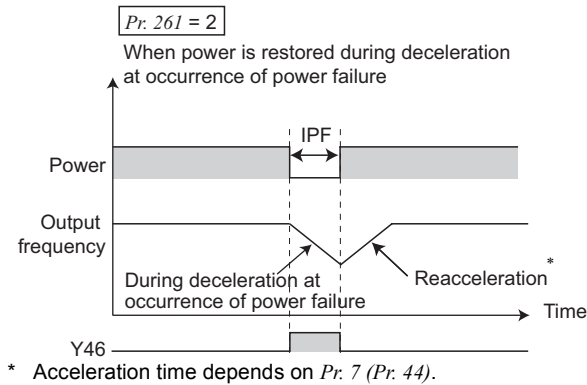 Pr. 261 = 2
When power is restored during deceleration
at occurrence of power failure
IPF
Power
Output
frequency
During deceleration at
occurrence of power failure
Reacceleration*
Time
Y46
* Acceleration time depends on Pr. 7 (Pr. 44).